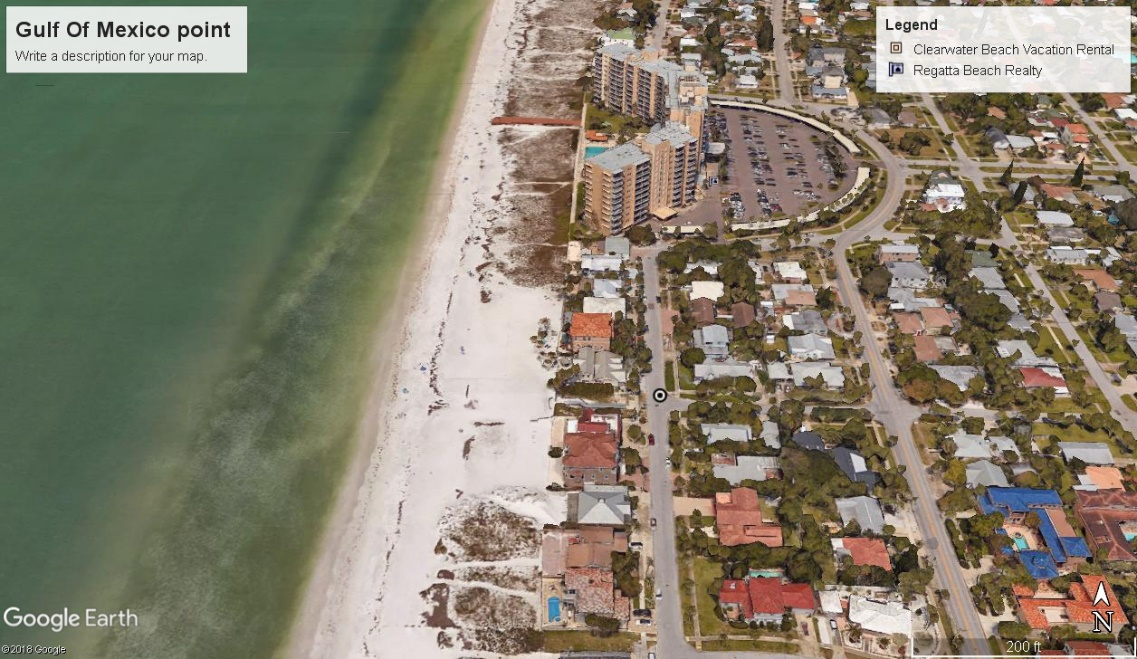 Gulf Of Mexico point
Write a description for your map.
Legend
Clearwater Beach Vacation Rental
Regatta Beach Realty
Google Earth
©2018 Google
N
200 ft